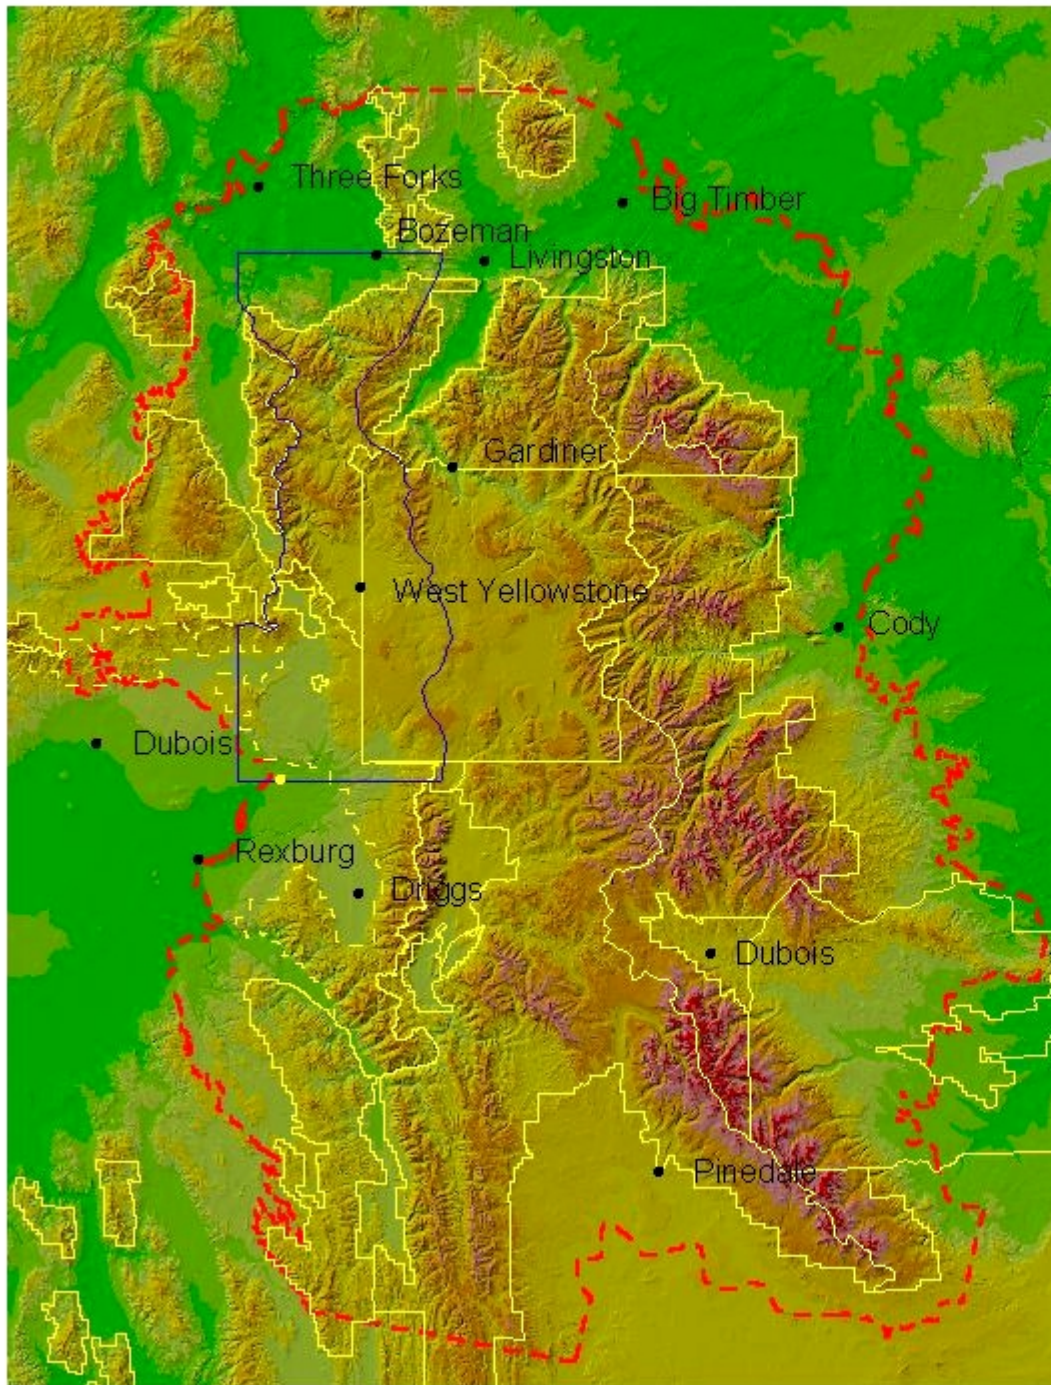 Three Forks
Big Timber
Bozeman
Livingston
Gardiner
West Yellowstone
Cody
Dubois
Rexburg
Driggs
Dubois
Pinedale